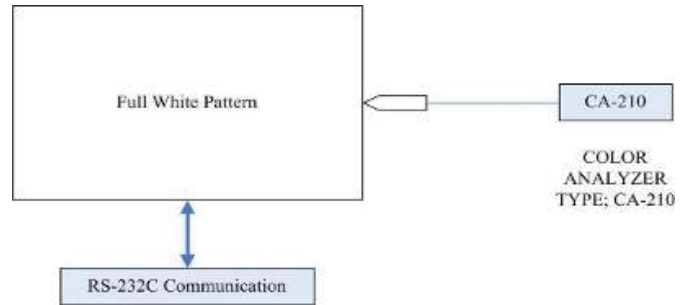 Full White Pattern
CA-210
COLOR
ANALYZER
TYPE; CA-210
RS-232C Communication